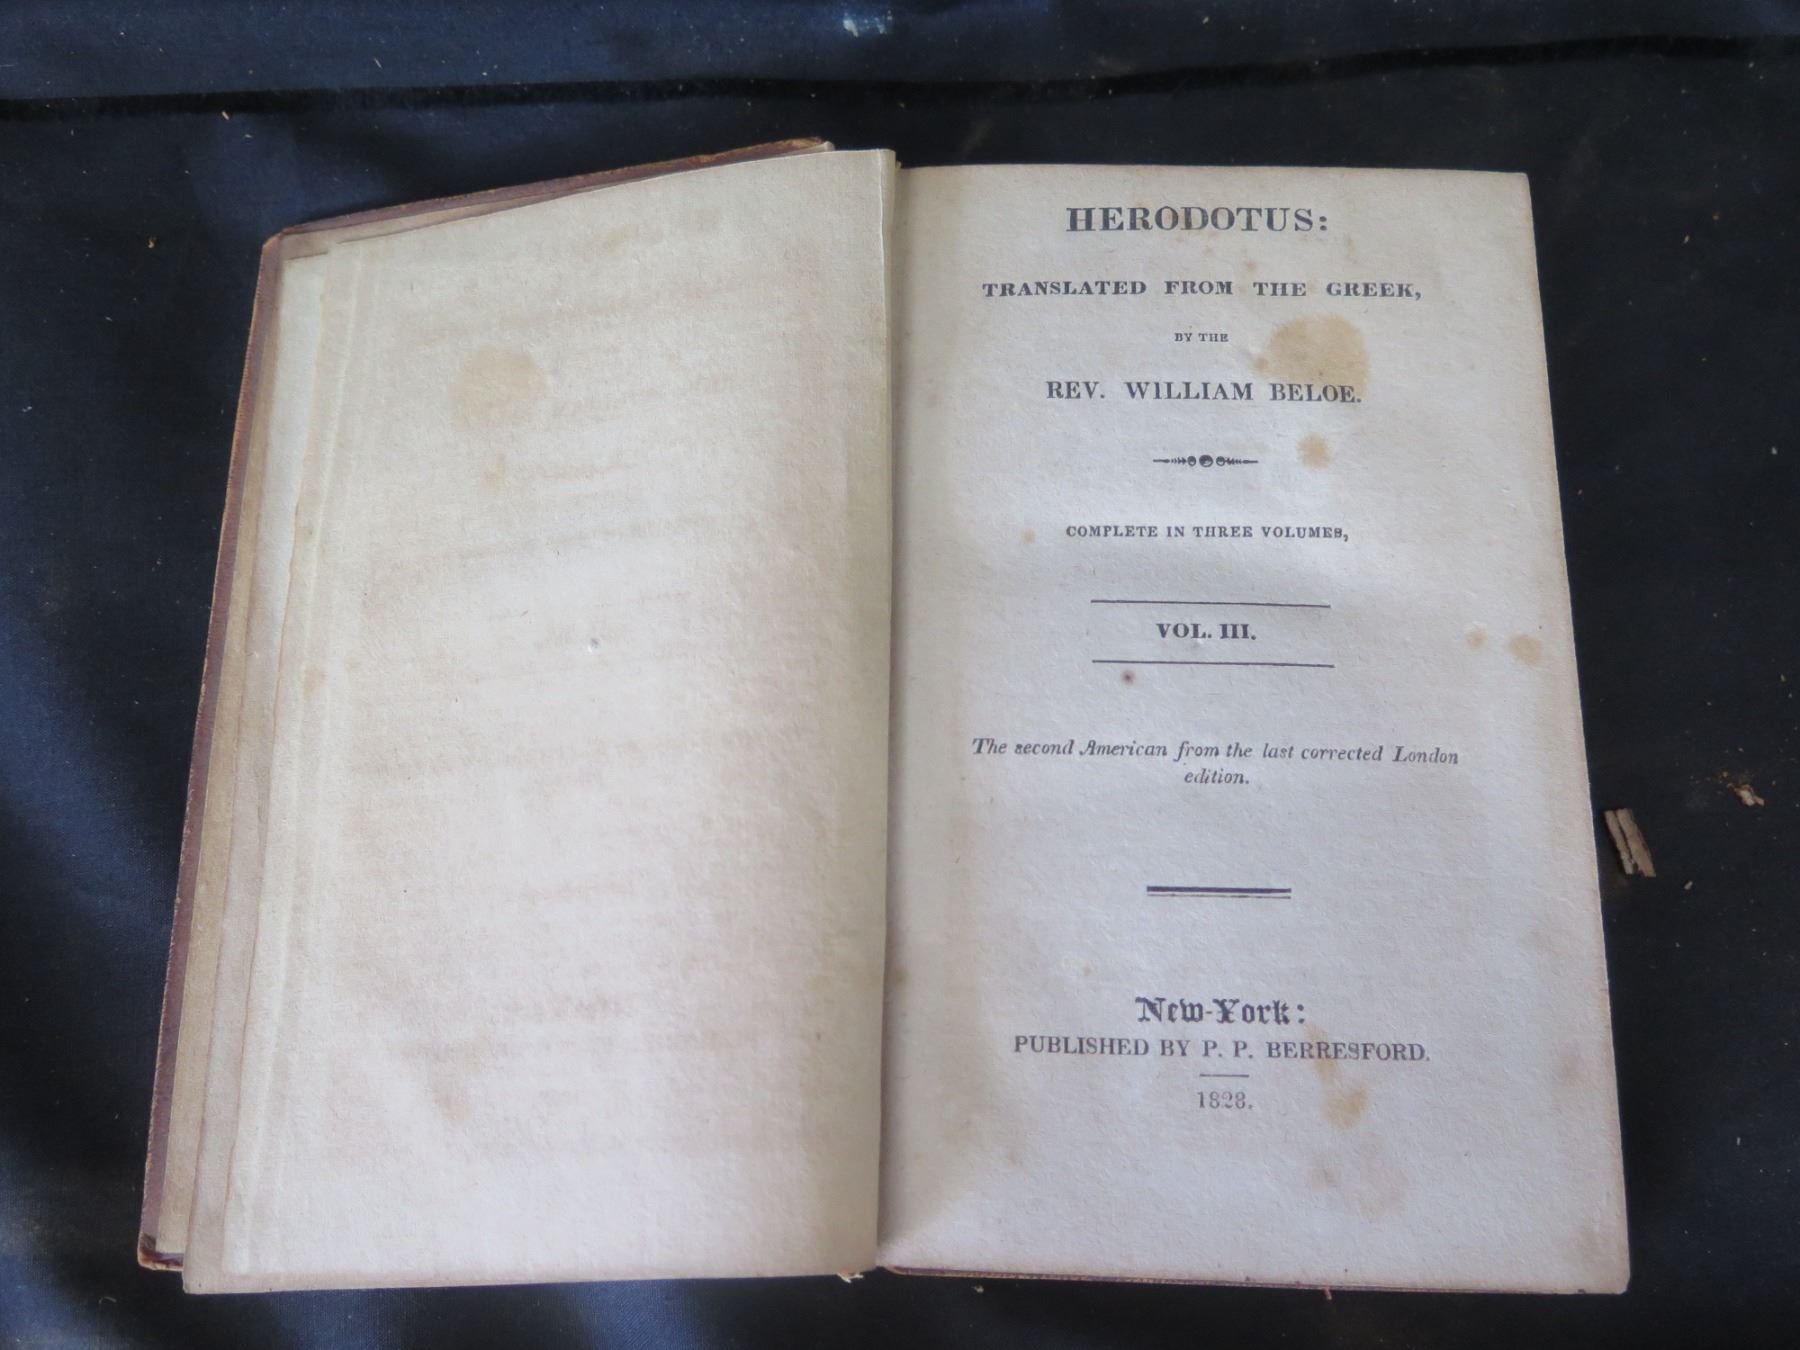 HERODOTUS:
TRANSLATED FROM THE GREEK,
BY THE
REV. WILLIAM BELOE.
COMPLETE IN THREE VOLUMES,
VOL. III.
The second American from the last corrected London
edition.
New-York:
PUBLISHED BY P. P. BERRESFORD.
1828.